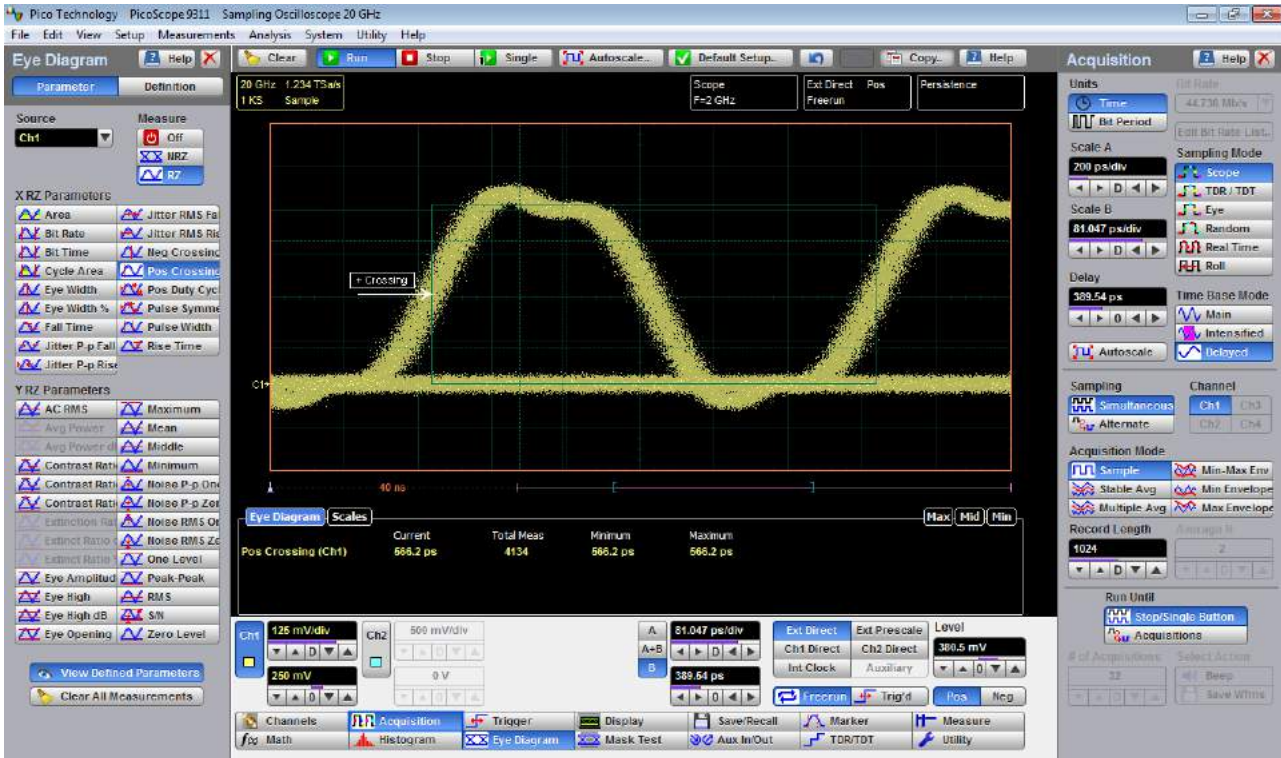 Pico Technology PicoScope 9311 Sampling Oscilloscope 20 GHz
File Edit View Setup Measurements Analysis System Utility Help
Eye Diagram Help
Parameter Definition
Source Measure
Ch1 Off
NRZ
RZ
X RZ Parameters
Area Jitter RMS Fa
Bit Rate Jitter RMS Ris
Bit Time Neg Crossing
Cycle Area Pos Crossing
Eye Width Pos Duty Cycl
Eye Width % Pulse Symme
Fall Time Pulse Width
Jitter P-p Fall Rise Time
Jitter P-p Rise
Y RZ Parameters
AC RMS Maximum
Avg Power Mean
Avg Power d Middle
Contrast Rati Minimum
Contrast Rati Noise P-p One
Contrast Rati Noise P-p Zer
Extinction Rat Noise RMS On
Extinct Ratio Noise RMS Ze
Extinct Ratio One Level
Eye Amplitud Peak-Peak
Eye High RMS
Eye High dB S/N
Eye Opening Zero Level
View Defined Parameters
Clear All Measurements
Clear Run Stop Single Autoscale... Default Setup... Copy... Help
20 GHz 1.234 TSa/s
1 KS Sample
Scope
F=2 GHz
Ext Direct Pos
Freerun
Persistence
+ Crossing
C1+
40 ns
Eye Diagram Scales Max Mid Min
Current Total Meas Minimum Maximum
Pos Crossing (Ch1) 566.2 ps 4134 566.2 ps 566.2 ps
Ch1 125 mV/div Ch2 500 mV/div
D D
250 mV 0 V
0 0
A 81.047 ps/div
A+B D
B 389.54 ps
0
Ext Direct Ext Prescale Level
Ch1 Direct Ch2 Direct 380.5 mV
Int Clock Auxiliary 0
Freerun Trig'd Pos Neg
Channels Acquisition Trigger Display Save/Recall Marker Measure
f(x) Math Histogram Eye Diagram Mask Test Aux In/Out TDR/TDT Utility
Acquisition Help
Units Bit Rate
Time 44.736 Mb/s
Bit Period Edit Bit Rate List...
Scale A Sampling Mode
200 ps/div Scope
D TDR / TDT
Scale B Eye
81.047 ps/div Random
D Real Time
Roll
Delay
389.54 ps Time Base Mode
0 Main
Intensified
Autoscale Delayed
Sampling Channel
Simultaneous Ch1 Ch3
Alternate Ch2 Ch4
Acquisition Mode
Sample Min-Max Env
Stable Avg Min Envelope
Multiple Avg Max Envelope
Record Length Average N
1024 2
D D
Run Until
Stop/Single Button
Acquisitions
# of Acquisitions Select Action
32 Beep
D Save Wfms